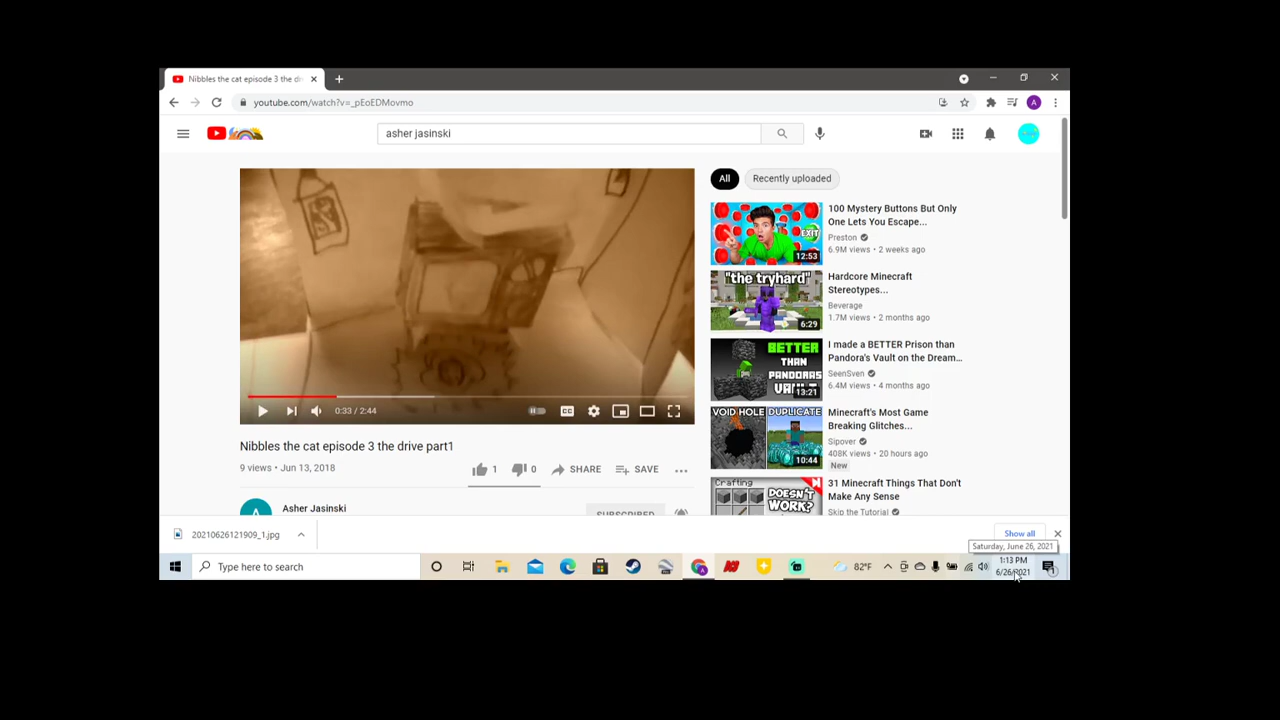 Nibbles the cat episode 3 the dr
youtube.com/watch?v=_pEoEDMovmo
A
asher jasinski
All
Recently uploaded
EXIT
12:53
100 Mystery Buttons But Only
One Lets You Escape...
Preston
6.9M views • 2 weeks ago
"the tryhard"
6:29
Hardcore Minecraft
Stereotypes...
Beverage
1.7M views • 2 months ago
BETTER
THAN
PANDORAS
13:21
I made a BETTER Prison than
Pandora's Vault on the Dream...
SeenSven
6.4M views • 4 months ago
VOID HOLE
DUPLICATE
10:44
Minecraft's Most Game
Breaking Glitches...
Sipover
408K views • 20 hours ago
New
Crafting
DOESN'T
WORK?
31 Minecraft Things That Don't
Make Any Sense
Skip the Tutorial
0:33 / 2:44
CC
Nibbles the cat episode 3 the drive part1
9 views • Jun 13, 2018
1
0
SHARE
SAVE
...
A
Asher Jasinski
SUBSCRIBED
20210626121909_1.jpg
Show all
Saturday, June 26, 2021
Type here to search
82°F
1:13 PM
6/26/2021
1